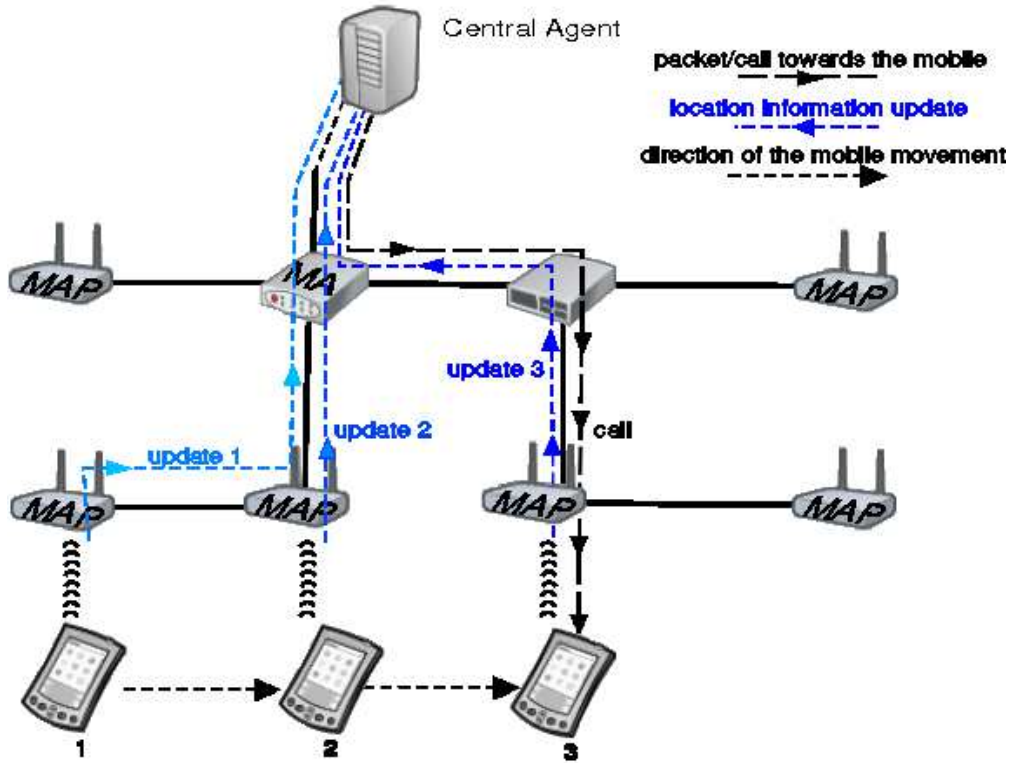 Central Agent
packet/call towards the mobile
location information update
direction of the mobile movement
MAP
MA
MAP
update 3
update 2
call
update 1
MAP
MAP
MAP
MAP
1
2
3